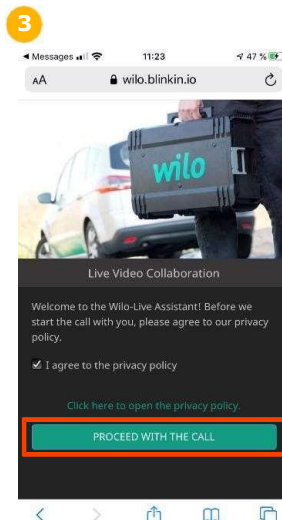 3
Messages 11:23 47 %
AA wilo.blinkin.io
wilo
Live Video Collaboration
Welcome to the Wilo-Live Assistant! Before we
start the call with you, please agree to our privacy
policy.
I agree to the privacy policy
Click here to open the privacy policy.
PROCEED WITH THE CALL